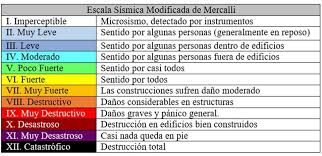 Escala Sísmica Modificada de Mercalli
I. Imperceptible Microsismo, detectado por instrumentos
II. Muy Leve Sentido por algunas personas (generalmente en reposo)
III. Leve Sentido por algunas personas dentro de edificios
IV. Moderado Sentido por algunas personas fuera de edificios
V. Poco Fuerte Sentido por casi todos
VI. Fuerte Sentido por todos
VII. Muy Fuerte Las construcciones sufren daño moderado
VIII. Destructivo Daños considerables en estructuras
IX. Muy Destructivo Daños graves y pánico general.
X. Desastroso Destrucción en edificios bien construidos
XI. Muy Desastroso Casi nada queda en pie
XII. Catastrófico Destrucción total